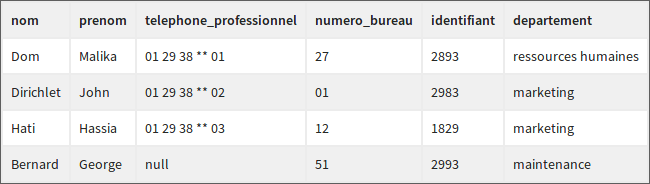 nom prenom telephone_professionnel numero_bureau identifiant departement
Dom Malika 01 29 38 ** 01 27 2893 ressources humaines
Dirichlet John 01 29 38 ** 02 01 2983 marketing
Hati Hassia 01 29 38 ** 03 12 1829 marketing
Bernard George null 51 2993 maintenance